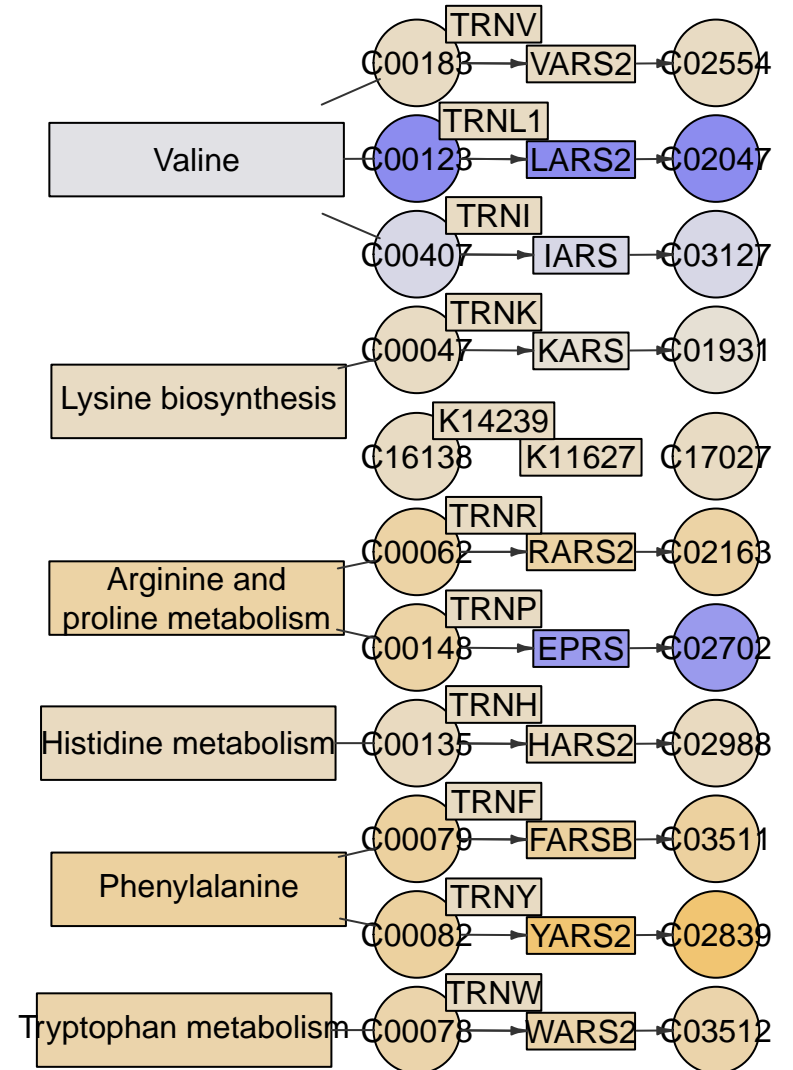 TRNV
C00183
VARS2
C02554
TRNL1
Valine
C00123
LARS2
C02047
TRNI
C00407
IARS
C03127
TRNK
C00047
KARS
C01931
Lysine biosynthesis
K14239
C16138
K11627
C17027
TRNR
C00062
RARS2
C02163
Arginine and
proline metabolism
TRNP
C00148
EPRS
C02702
TRNH
Histidine metabolism
C00135
HARS2
C02988
TRNF
C00079
FARSB
C03511
Phenylalanine
TRNY
C00082
YARS2
C02839
TRNW
Tryptophan metabolism
C00078
WARS2
C03512